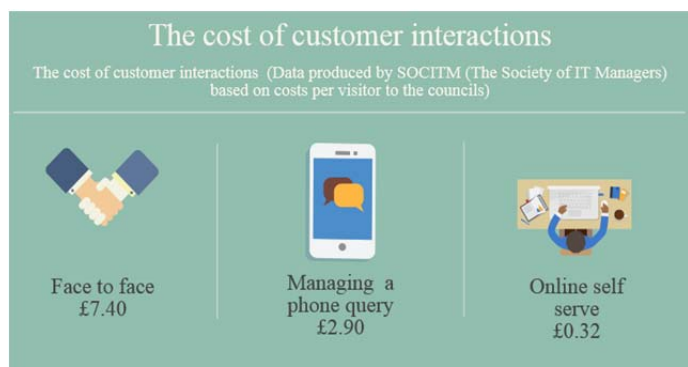 The cost of customer interactions
The cost of customer interactions (Data produced by SOCITM (The Society of IT Managers)
based on costs per visitor to the councils)
Face to face
£7.40
Managing a
phone query
£2.90
Online self
serve
£0.32